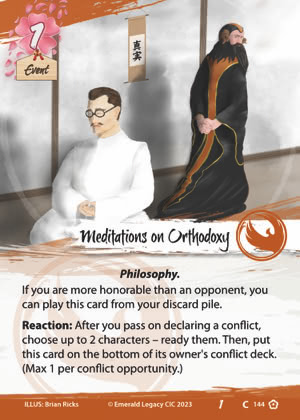 1
Event
真
実
Meditations on Orthodoxy
Philosophy.
If you are more honorable than an opponent, you
can play this card from your discard pile.
Reaction: After you pass on declaring a conflict,
choose up to 2 characters – ready them. Then, put
this card on the bottom of its owner's conflict deck.
(Max 1 per conflict opportunity.)
ILLUS: Brian Ricks © Emerald Legacy CIC 2023 1 C 144